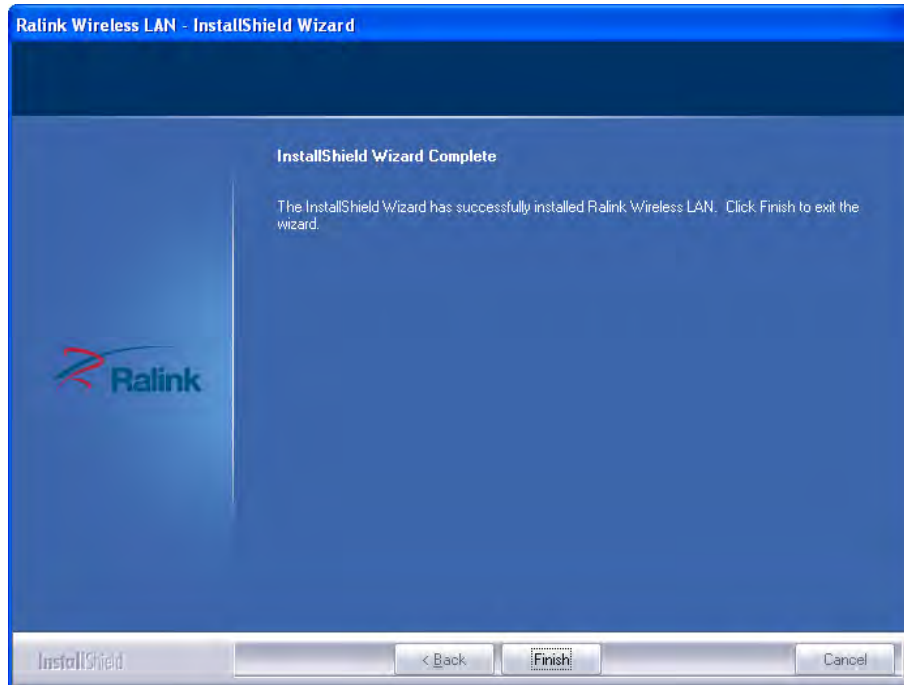 Ralink Wireless LAN - InstallShield Wizard
InstallShield Wizard Complete
The InstallShield Wizard has successfully installed Ralink Wireless LAN. Click Finish to exit the
wizard.
Ralink
InstallShield
< Back
Finish
Cancel